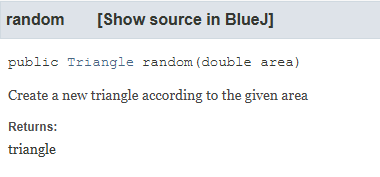 random [Show source in BlueJ]
public Triangle random(double area)
Create a new triangle according to the given area
Returns:
triangle